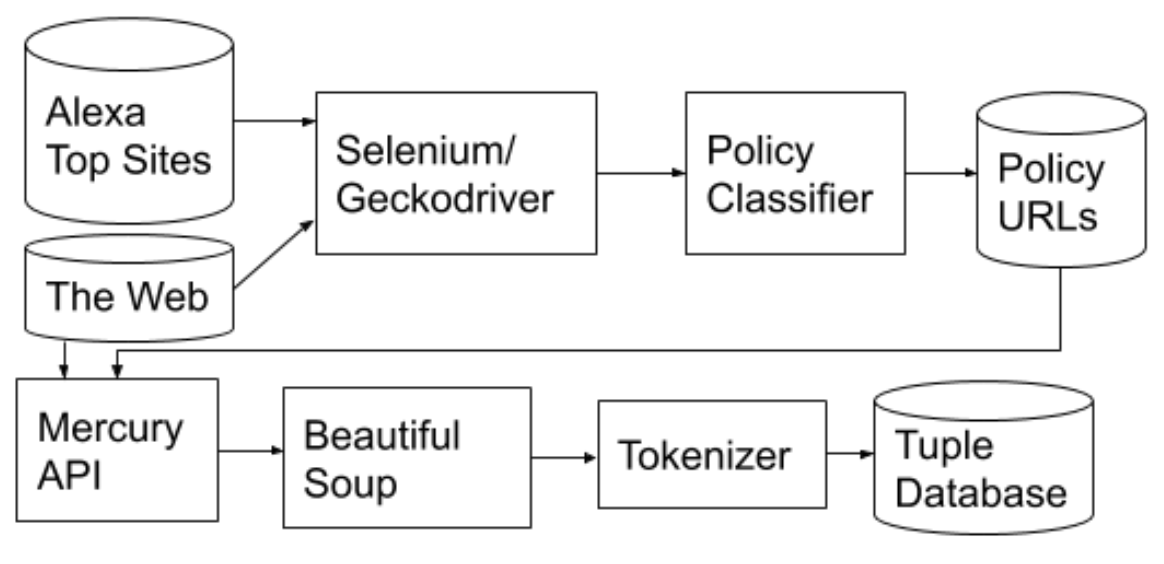 Alexa
Top Sites
Selenium/
Geckodriver
Policy
Classifier
Policy
URLs
The Web
Mercury
API
Beautiful
Soup
Tokenizer
Tuple
Database